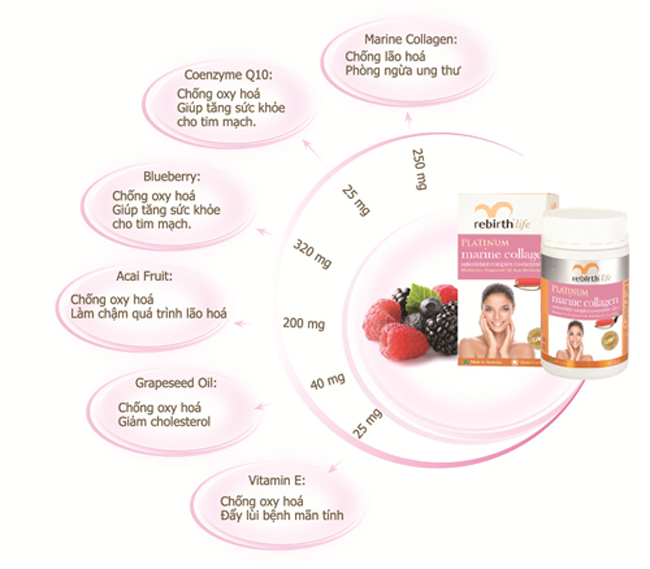 Marine Collagen:
Chống lão hoá
Phòng ngừa ung thư
Coenzyme Q10:
Chống oxy hoá
Giúp tăng sức khỏe
cho tim mạch.
Blueberry:
Chống oxy hoá
Giúp tăng sức khỏe
cho tim mạch.
Acai Fruit:
Chống oxy hoá
Làm chậm quá trình lão hoá
Grapeseed Oil:
Chống oxy hoá
Giảm cholesterol
Vitamin E:
Chống oxy hoá
Đẩy lùi bệnh mãn tính
250 mg
25 mg
320 mg
200 mg
40 mg
25 mg
rebirth life
PLATINUM
marine collagen
rebirth life
PLATINUM
marine collagen